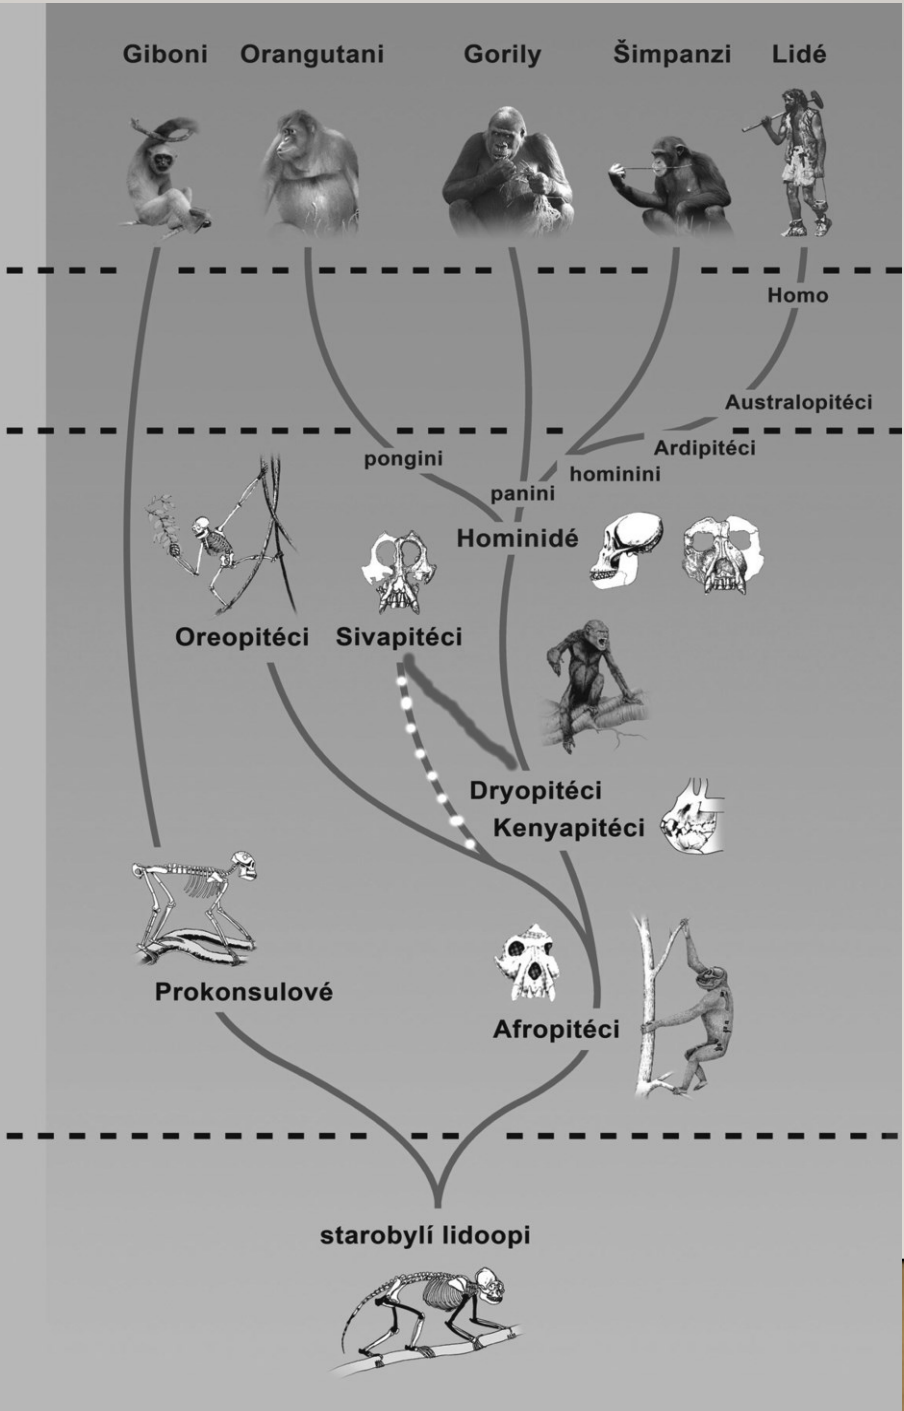 Giboni
Orangutani
Gorily
Šimpanzi
Lidé
Homo
Australopitéci
Ardipitéci
pongini
hominini
panini
Hominidé
Oreopitéci
Sivapitéci
Dryopitéci
Kenyapitéci
Prokonsulové
Afropitéci
starobylí lidoopi